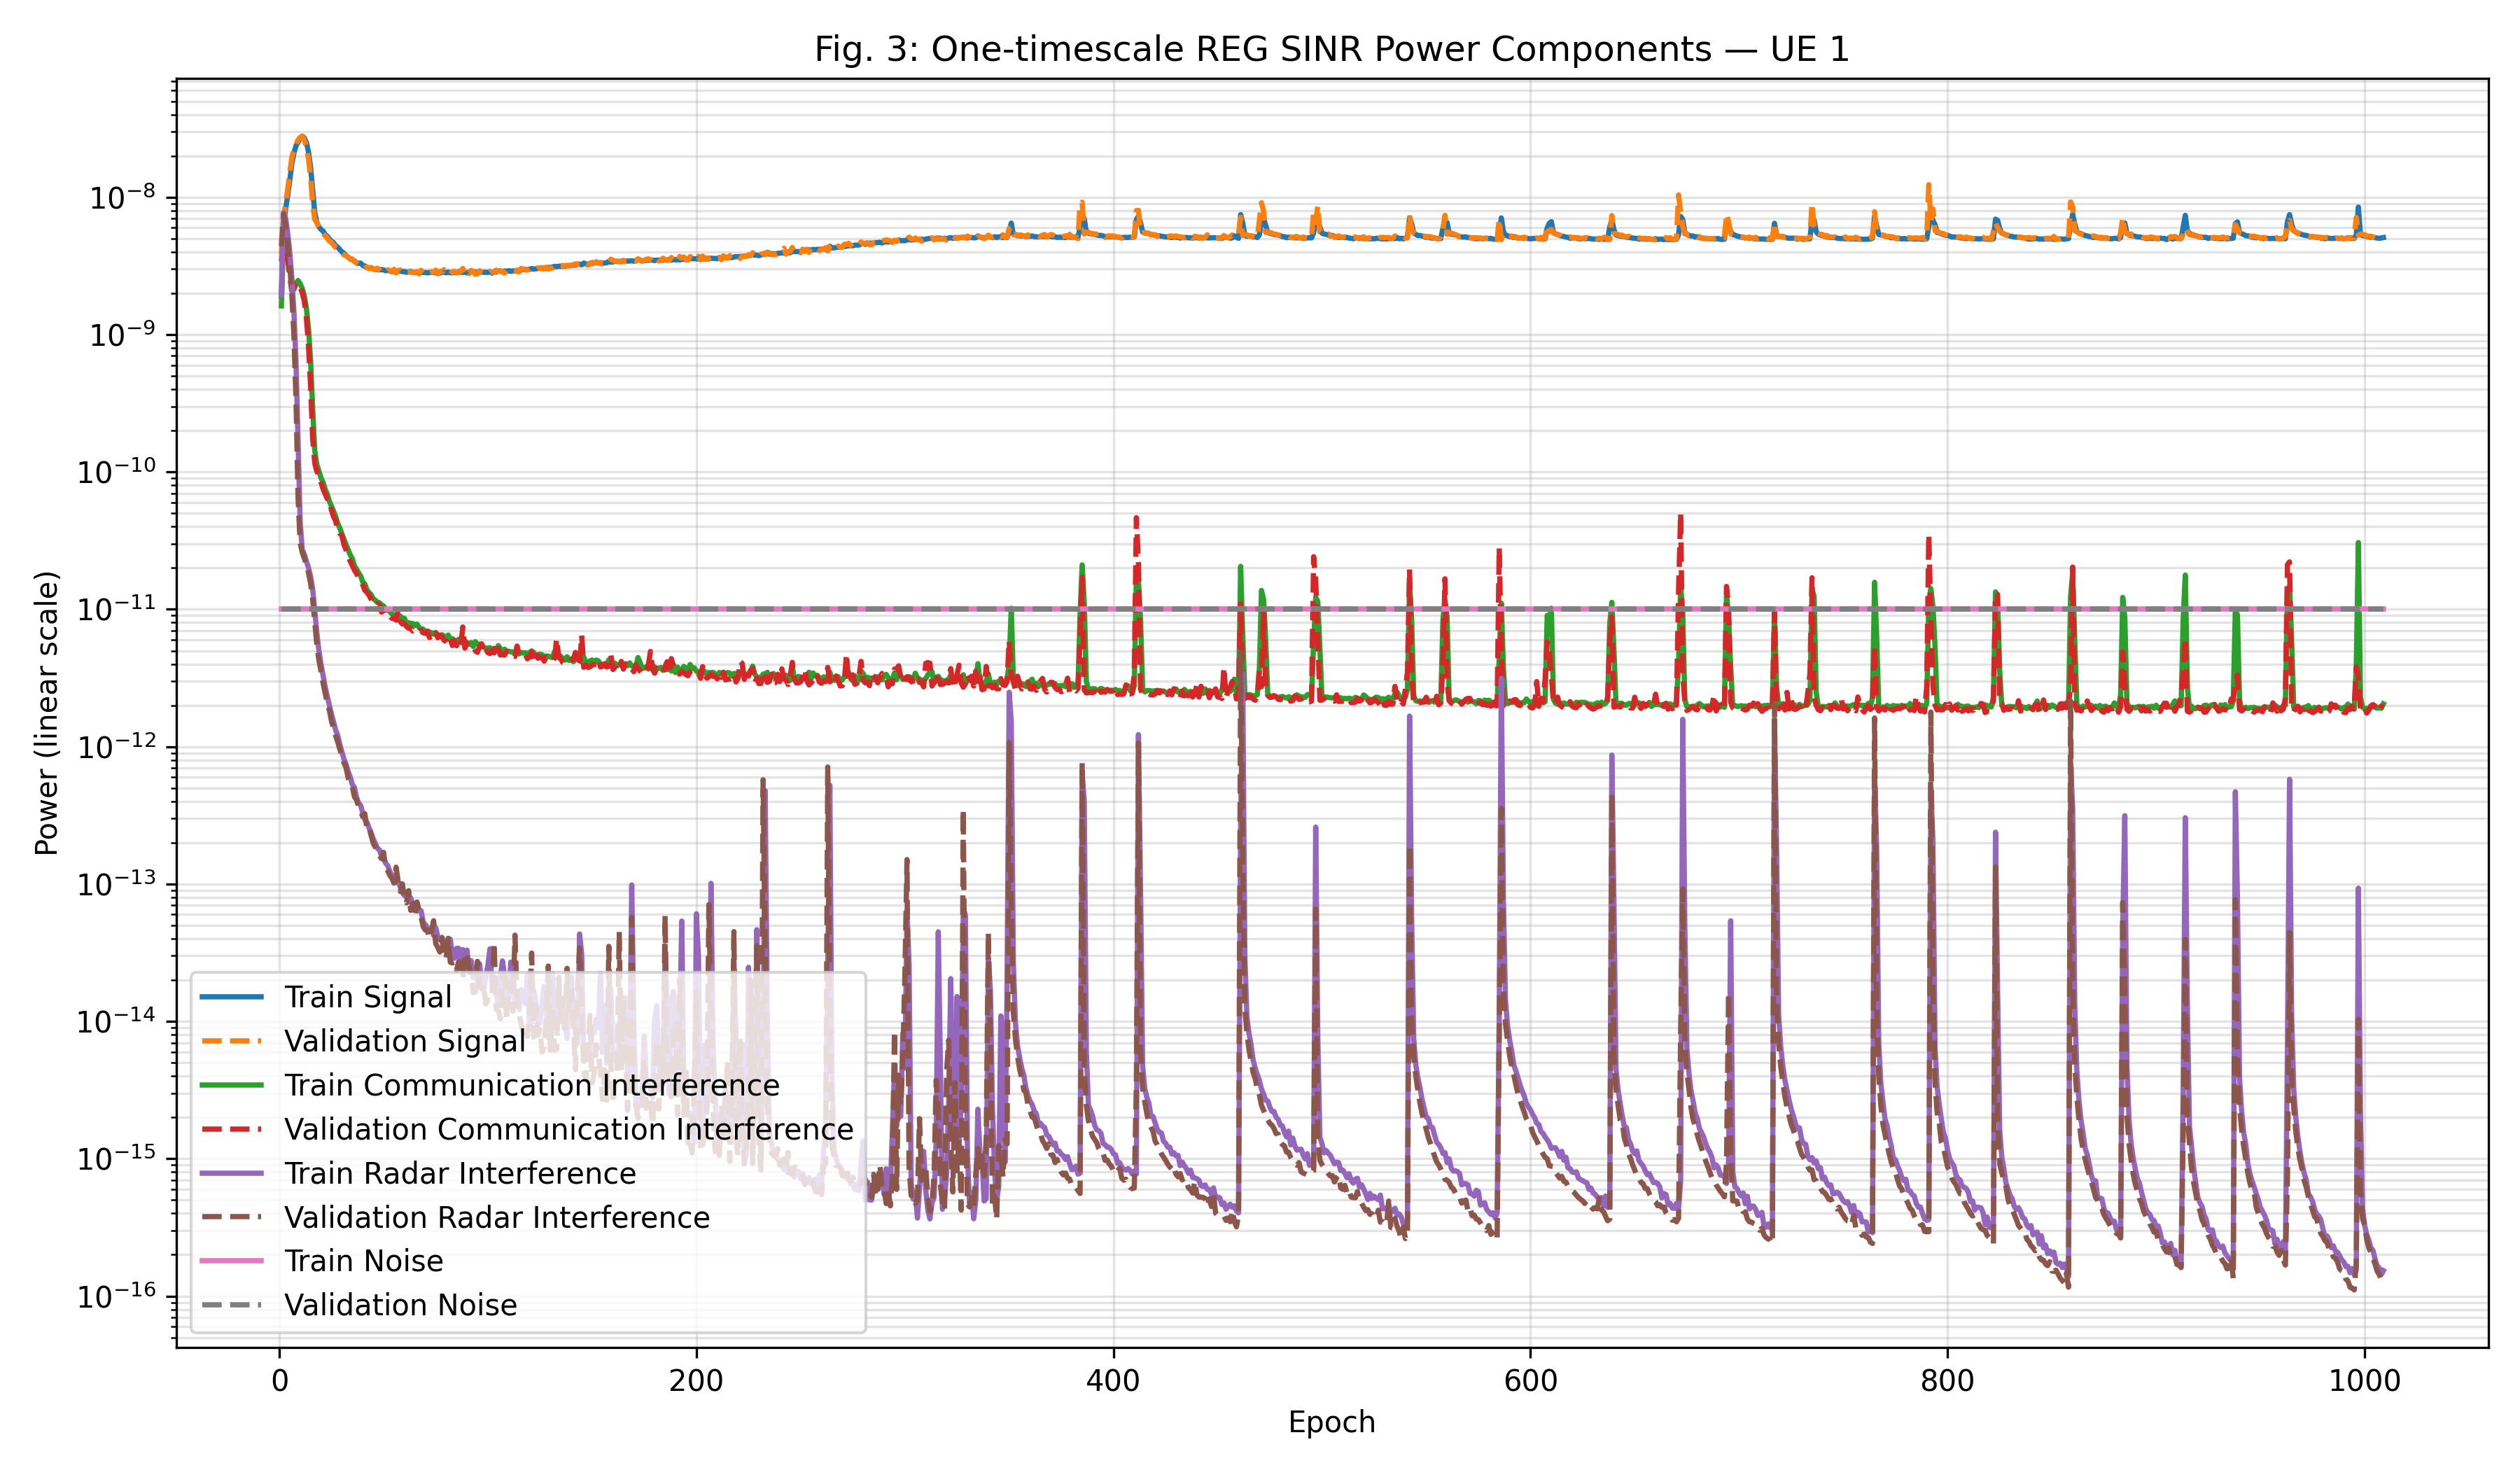 Fig. 3: One-timescale REG SINR Power Components — UE 1
Power (linear scale)
10⁻⁸
10⁻⁹
10⁻¹⁰
10⁻¹¹
10⁻¹²
10⁻¹³
10⁻¹⁴
10⁻¹⁵
10⁻¹⁶
Train Signal
Validation Signal
Train Communication Interference
Validation Communication Interference
Train Radar Interference
Validation Radar Interference
Train Noise
Validation Noise
0 200 400 600 800 1000
Epoch